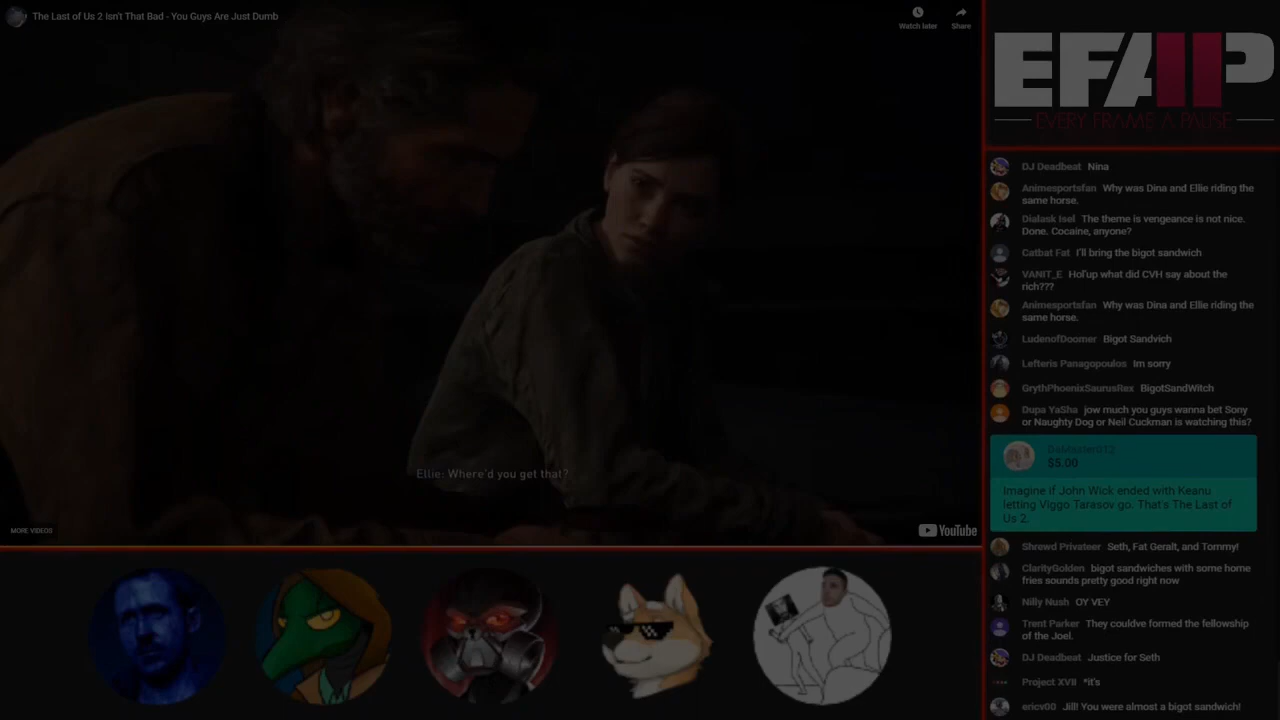 The Last of Us 2 Isn't That Bad - You Guys Are Just Dumb
Watch later
Share
Ellie: Where'd you get that?
MORE VIDEOS
YouTube
EFAP
EVERY FRAME A PAUSE
DJ Deadbeat Nina
Animesportsfan Why was Dina and Ellie riding the
same horse.
Dialask Isel The theme is vengeance is not nice.
Done. Cocaine, anyone?
Catbat Fat I'll bring the bigot sandwich
VANIT_E Hol'up what did CVH say about the
rich???
Animesportsfan Why was Dina and Ellie riding the
same horse.
LudenofDoomer Bigot Sandvich
Lefteris Panagopoulos Im sorry
GrythPhoenixSaurusRex BigotSandWitch
Dupa YaSha jow much you guys wanna bet Sony
or Naughty Dog or Neil Cuckman is watching this?
$5.00
Imagine if John Wick ended with Keanu
letting Viggo Tarasov go. That's The Last of
Us 2.
Shrewd Privateer Seth, Fat Geralt, and Tommy!
ClarityGolden bigot sandwiches with some home
fries sounds pretty good right now
Nilly Nush OY VEY
Trent Parker They couldve formed the fellowship
of the Joel.
DJ Deadbeat Justice for Seth
Project XVII *it's
ericv00 Jill! You were almost a bigot sandwich!